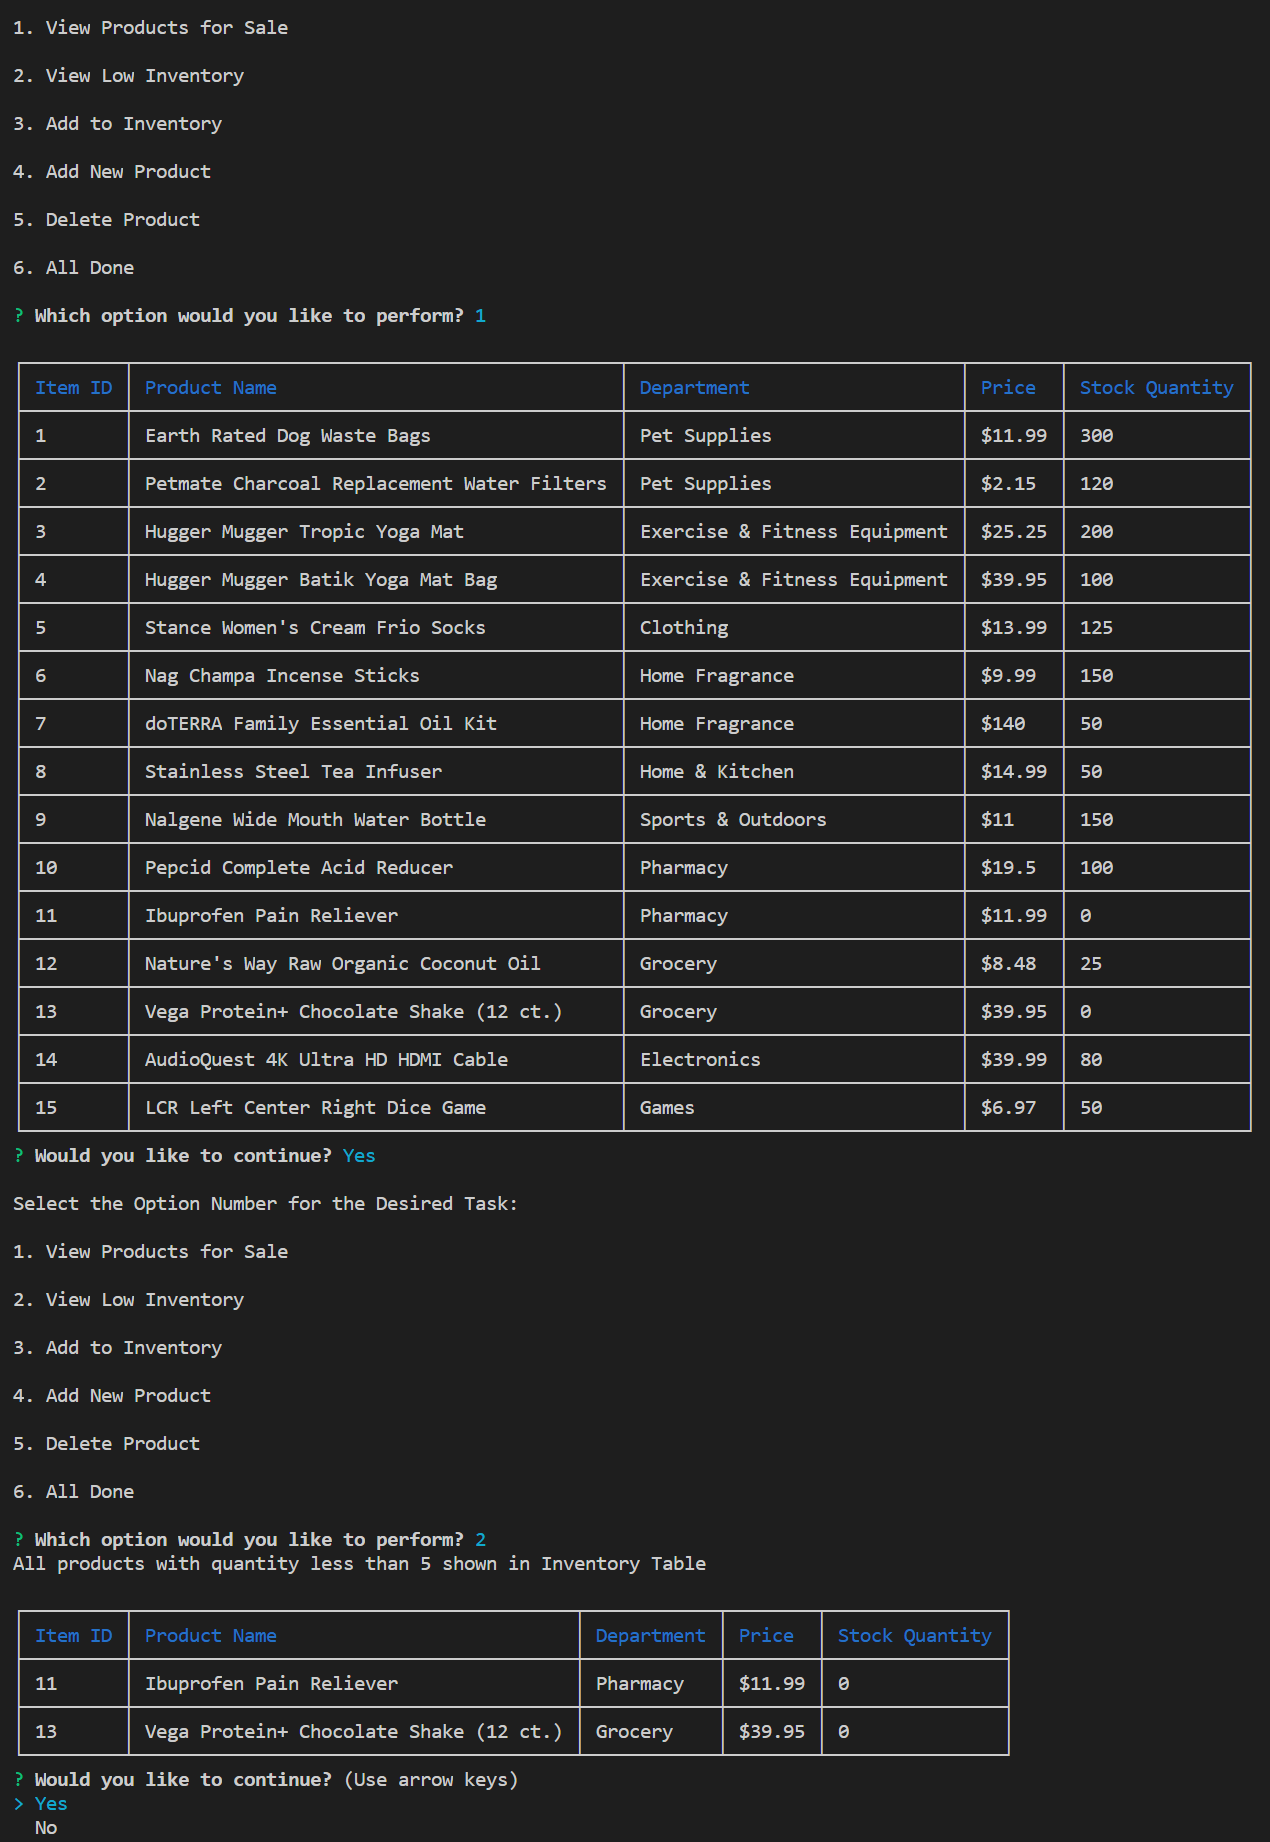 1. View Products for Sale
2. View Low Inventory
3. Add to Inventory
4. Add New Product
5. Delete Product
6. All Done
? Which option would you like to perform? 1
Item ID Product Name Department Price Stock Quantity
1 Earth Rated Dog Waste Bags Pet Supplies $11.99 300
2 Petmate Charcoal Replacement Water Filters Pet Supplies $2.15 120
3 Hugger Mugger Tropic Yoga Mat Exercise & Fitness Equipment $25.25 200
4 Hugger Mugger Batik Yoga Mat Bag Exercise & Fitness Equipment $39.95 100
5 Stance Women's Cream Frio Socks Clothing $13.99 125
6 Nag Champa Incense Sticks Home Fragrance $9.99 150
7 doTERRA Family Essential Oil Kit Home Fragrance $140 50
8 Stainless Steel Tea Infuser Home & Kitchen $14.99 50
9 Nalgene Wide Mouth Water Bottle Sports & Outdoors $11 150
10 Pepcid Complete Acid Reducer Pharmacy $19.5 100
11 Ibuprofen Pain Reliever Pharmacy $11.99 0
12 Nature's Way Raw Organic Coconut Oil Grocery $8.48 25
13 Vega Protein+ Chocolate Shake (12 ct.) Grocery $39.95 0
14 AudioQuest 4K Ultra HD HDMI Cable Electronics $39.99 80
15 LCR Left Center Right Dice Game Games $6.97 50
? Would you like to continue? Yes
Select the Option Number for the Desired Task:
1. View Products for Sale
2. View Low Inventory
3. Add to Inventory
4. Add New Product
5. Delete Product
6. All Done
? Which option would you like to perform? 2
All products with quantity less than 5 shown in Inventory Table
Item ID Product Name Department Price Stock Quantity
11 Ibuprofen Pain Reliever Pharmacy $11.99 0
13 Vega Protein+ Chocolate Shake (12 ct.) Grocery $39.95 0
? Would you like to continue? (Use arrow keys)
> Yes
No